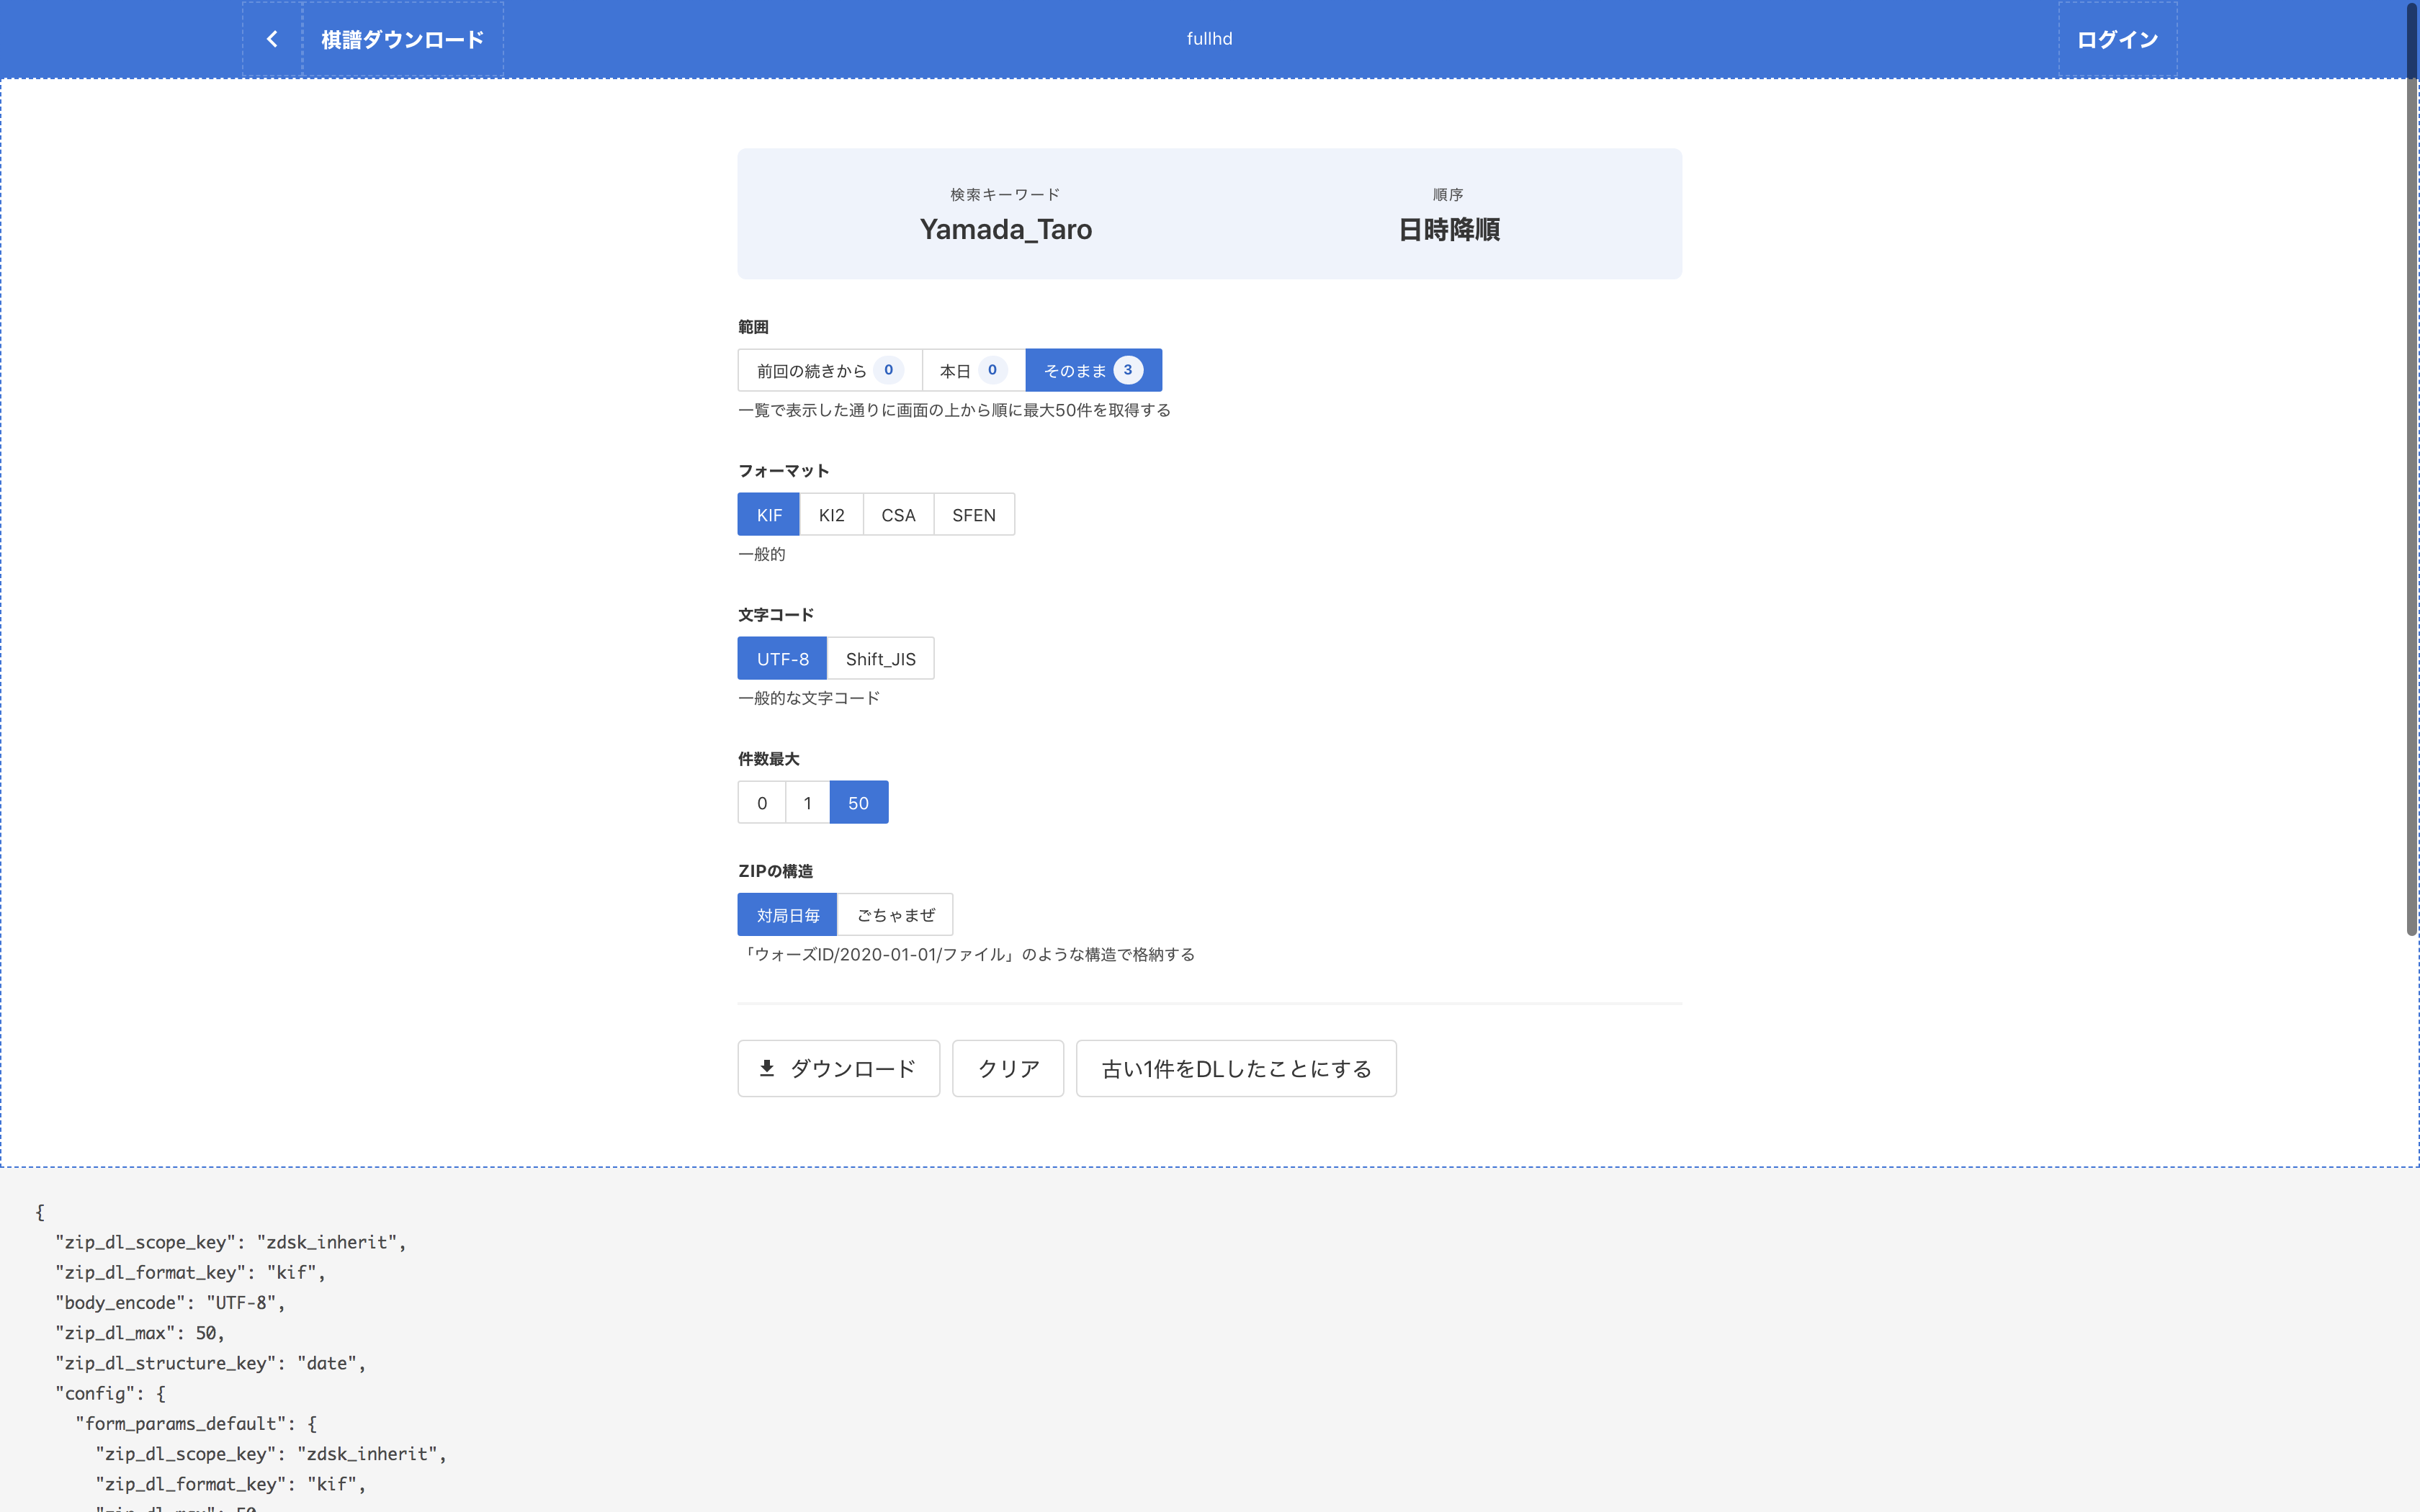 棋譜ダウンロード
fullhd
ログイン
検索キーワード
Yamada_Taro
順序
日時降順
範囲
前回の続きから 0 本日 0 そのまま 3
一覧で表示した通りに画面の上から順に最大50件を取得する
フォーマット
KIF KI2 CSA SFEN
一般的
文字コード
UTF-8 Shift_JIS
一般的な文字コード
件数最大
0 1 50
ZIPの構造
対局日毎 ごちゃまぜ
「ウォーズID/2020-01-01/ファイル」のような構造で格納する
ダウンロード クリア 古い1件をDLしたことにする
{
"zip_dl_scope_key": "zdsk_inherit",
"zip_dl_format_key": "kif",
"body_encode": "UTF-8",
"zip_dl_max": 50,
"zip_dl_structure_key": "date",
"config": {
"form_params_default": {
"zip_dl_scope_key": "zdsk_inherit",
"zip_dl_format_key": "kif",